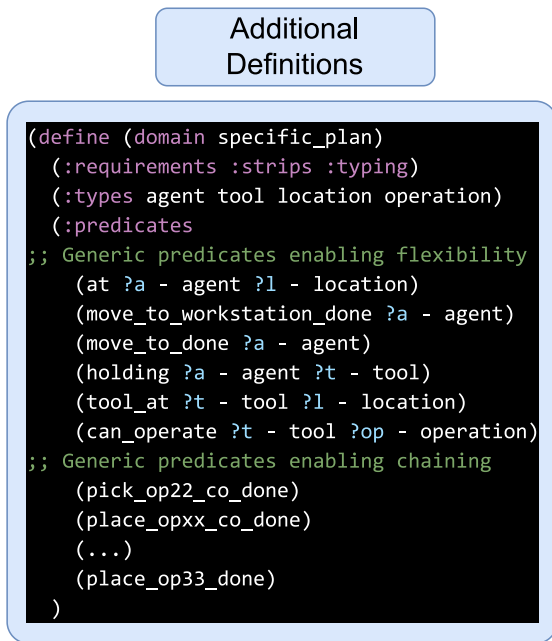 Additional
Definitions
(define (domain specific_plan)
  (:requirements :strips :typing)
  (:types agent tool location operation)
  (:predicates
;; Generic predicates enabling flexibility
    (at ?a - agent ?l - location)
    (move_to_workstation_done ?a - agent)
    (move_to_done ?a - agent)
    (holding ?a - agent ?t - tool)
    (tool_at ?t - tool ?l - location)
    (can_operate ?t - tool ?op - operation)
;; Generic predicates enabling chaining
    (pick_op22_co_done)
    (place_opxx_co_done)
    (...)
    (place_op33_done)
  )